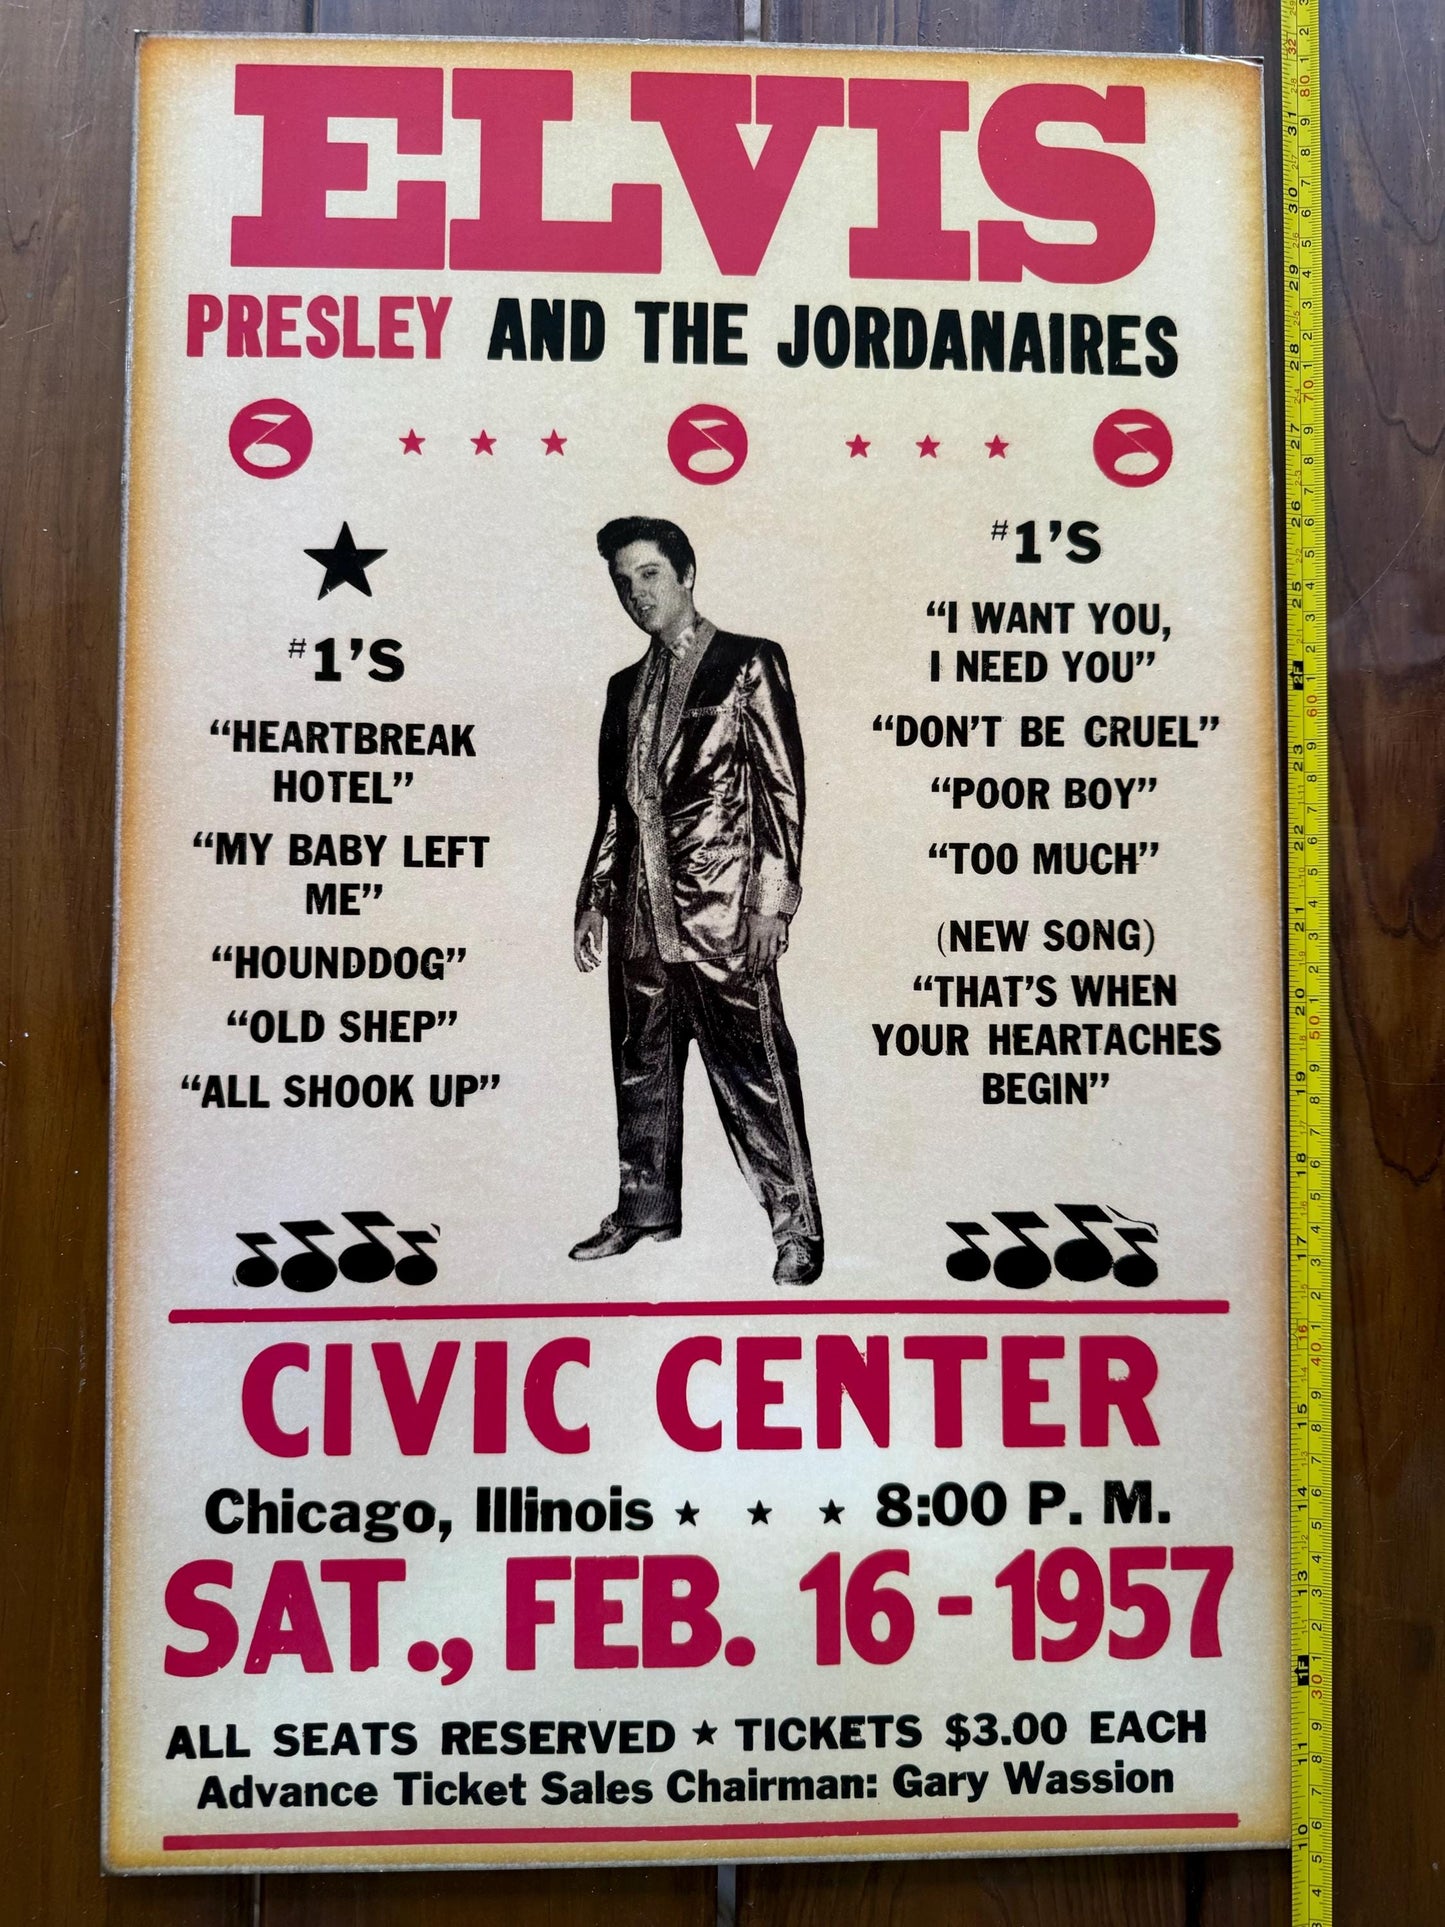 ELVIS
PRESLEY AND THE JORDANAIRES
#1'S
"HEARTBREAK
HOTEL"
"MY BABY LEFT
ME"
"HOUNDDOG"
"OLD SHEP"
"ALL SHOOK UP"
#1'S
"I WANT YOU,
I NEED YOU"
"DON'T BE CRUEL"
"POOR BOY"
"TOO MUCH"
(NEW SONG)
"THAT'S WHEN
YOUR HEARTACHES
BEGIN"
CIVIC CENTER
Chicago, Illinois ★ ★ ★ 8:00 P. M.
SAT., FEB. 16 - 1957
ALL SEATS RESERVED ★ TICKETS $3.00 EACH
Advance Ticket Sales Chairman: Gary Wassion